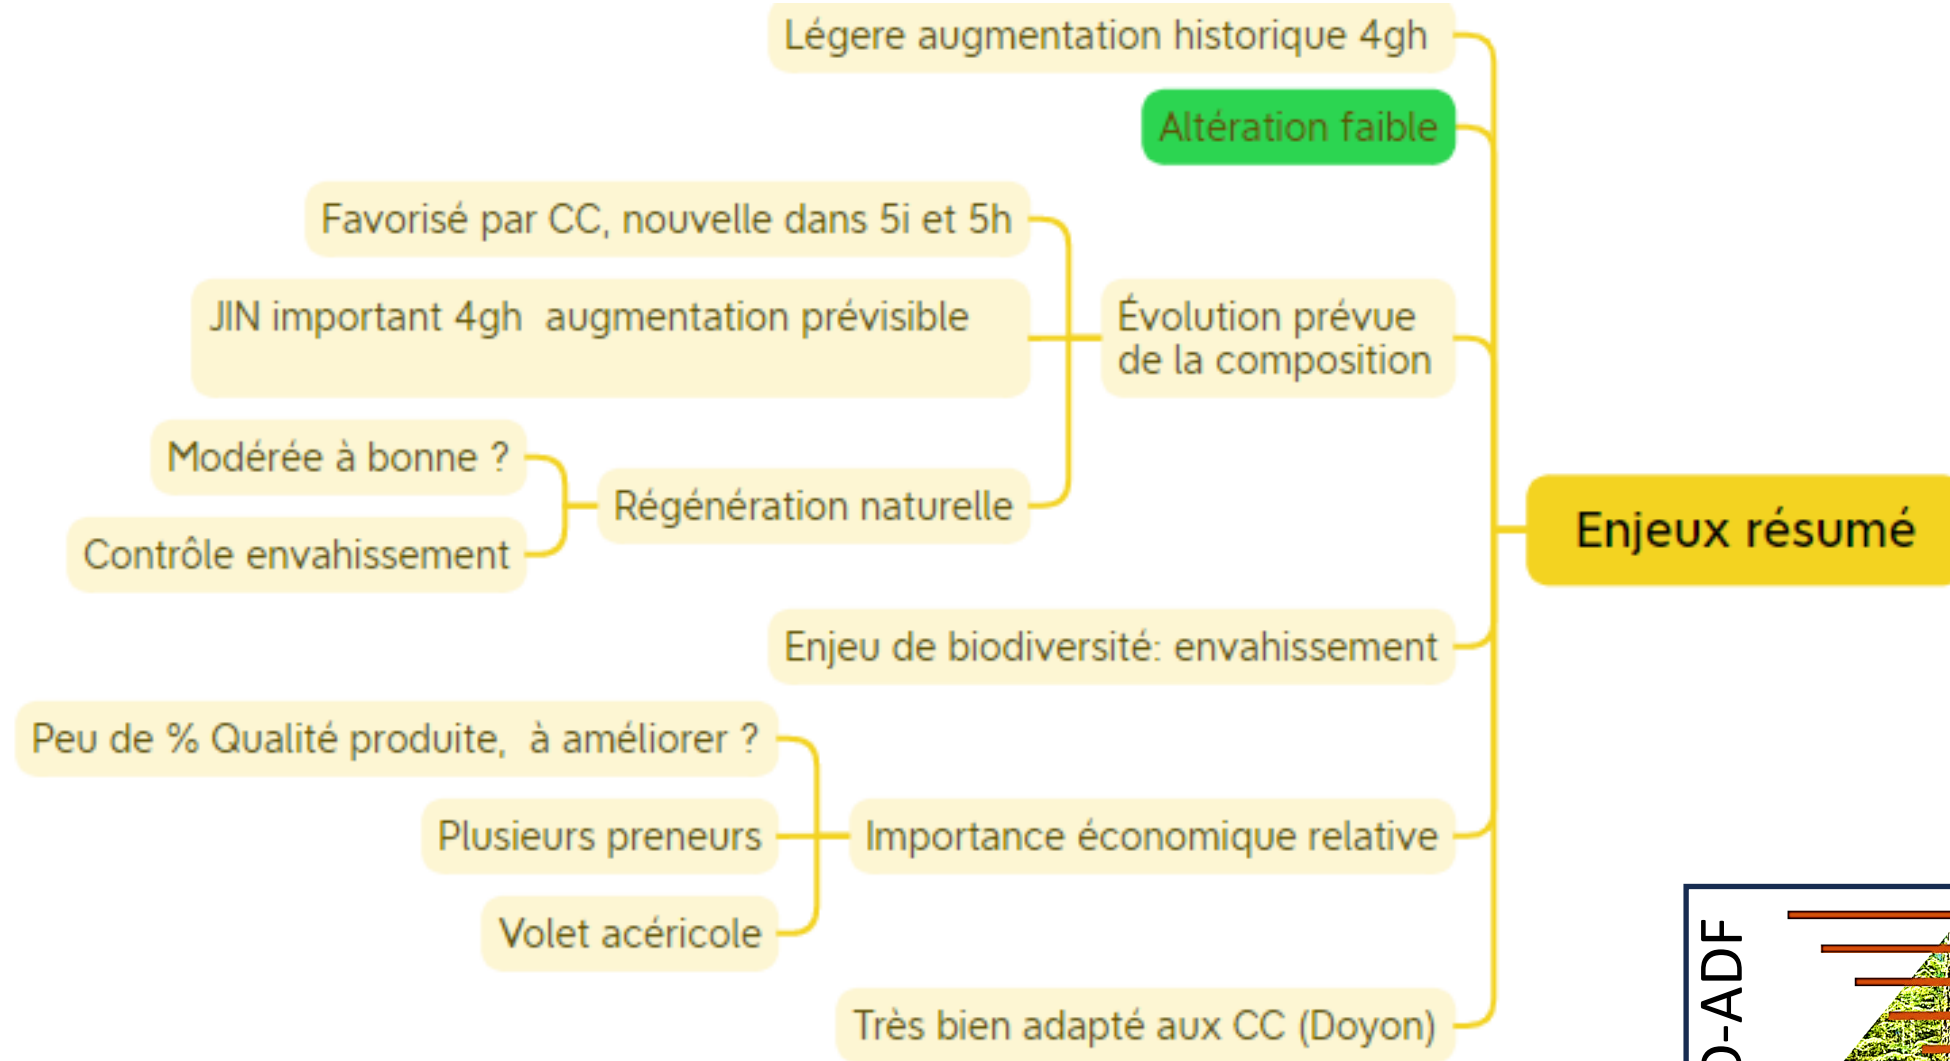 Légere augmentation historique 4gh
Altération faible
Favorisé par CC, nouvelle dans 5i et 5h
JIN important 4gh  augmentation prévisible
Évolution prévue
de la composition
Modérée à bonne ?
Régénération naturelle
Contrôle envahissement
Enjeux résumé
Enjeu de biodiversité: envahissement
Peu de % Qualité produite,  à améliorer ?
Plusieurs preneurs
Importance économique relative
Volet acéricole
Très bien adapté aux CC (Doyon)
-ADF